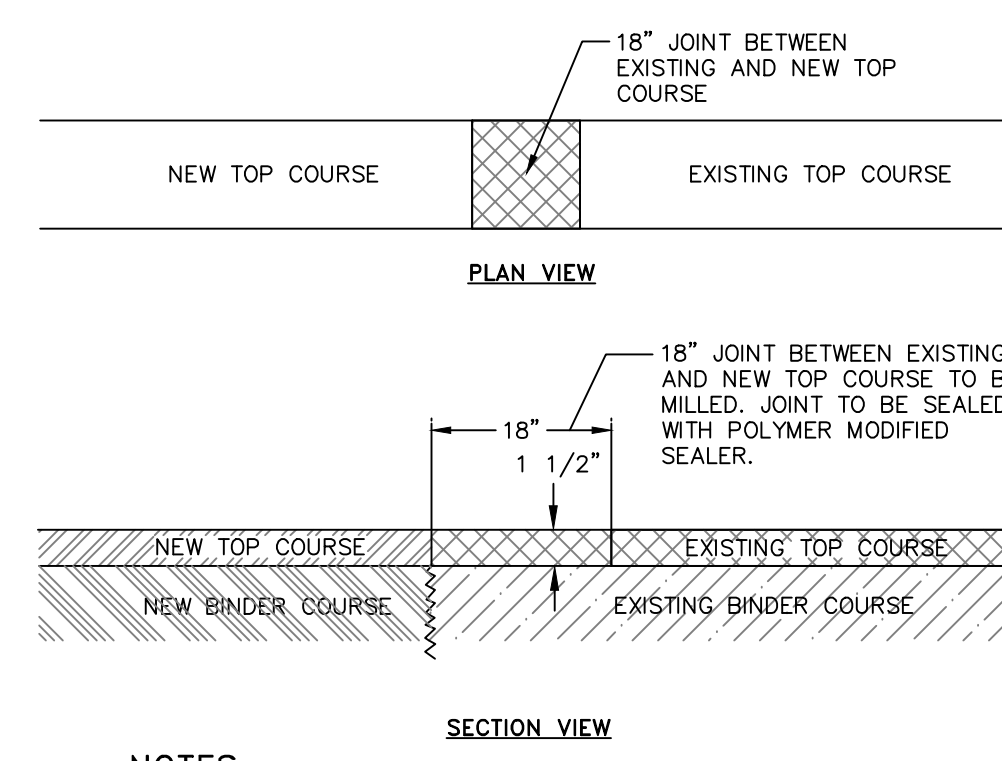 18” JOINT BETWEEN
EXISTING AND NEW TOP
COURSE
NEW TOP COURSE
EXISTING TOP COURSE
PLAN VIEW
18” JOINT BETWEEN EXISTING
AND NEW TOP COURSE TO B
MILLED. JOINT TO BE SEALED
WITH POLYMER MODIFIED
SEALER.
18”
1 1/2”
NEW TOP COURSE
EXISTING TOP COURSE
NEW BINDER COURSE
EXISTING BINDER COURSE
SECTION VIEW
NOTES